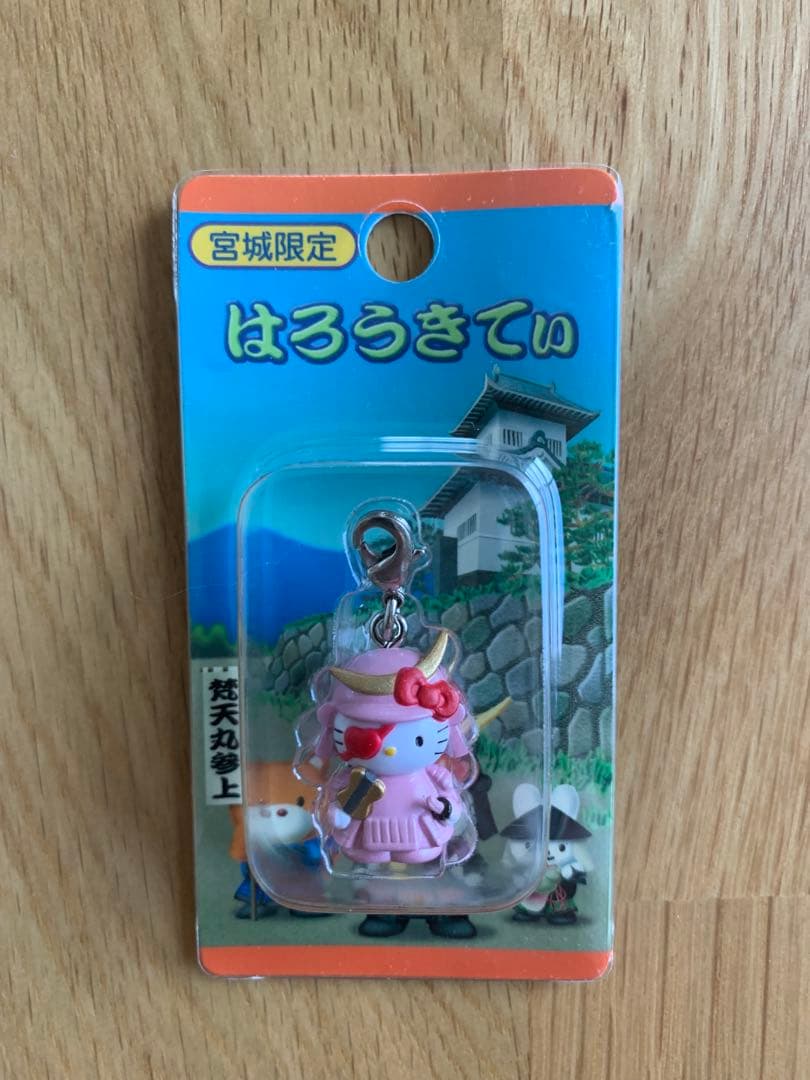 宮城限定
はろうきてぃ
梵天丸参上